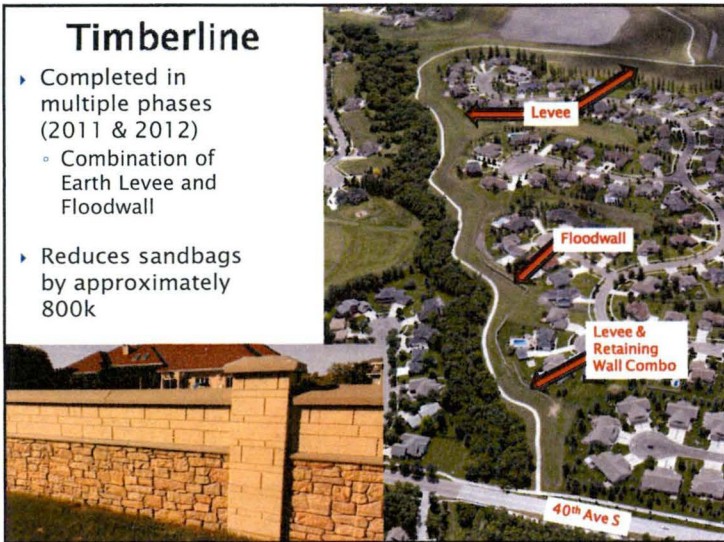 Timberline
Completed in
multiple phases
(2011 & 2012)
Combination of
Earth Levee and
Floodwall
Reduces sandbags
by approximately
800k
Levee
Floodwall
Levee &
Retaining
Wall Combo
40th Ave S